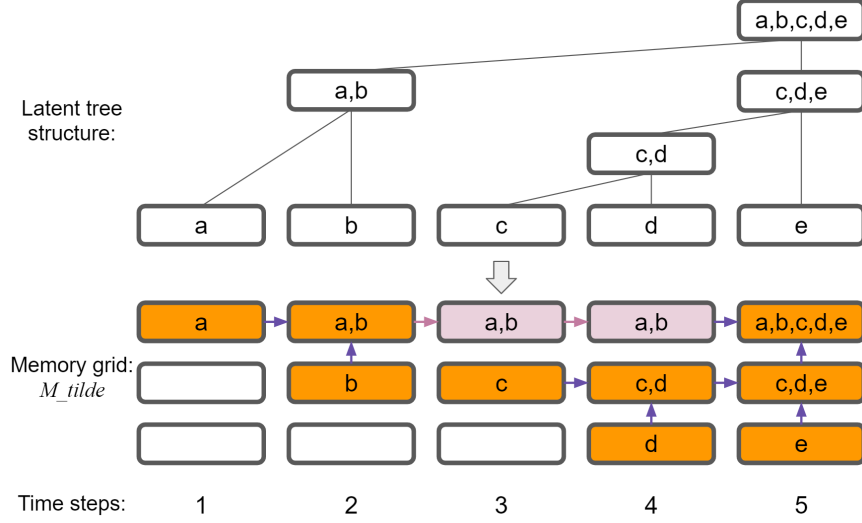 a,b,c,d,e
a,b
c,d,e
Latent tree
structure:
c,d
a
b
c
d
e
a
a,b
a,b
a,b
a,b,c,d,e
Memory grid:
M_tilde
b
c
c,d
c,d,e
d
e
Time steps:
1
2
3
4
5